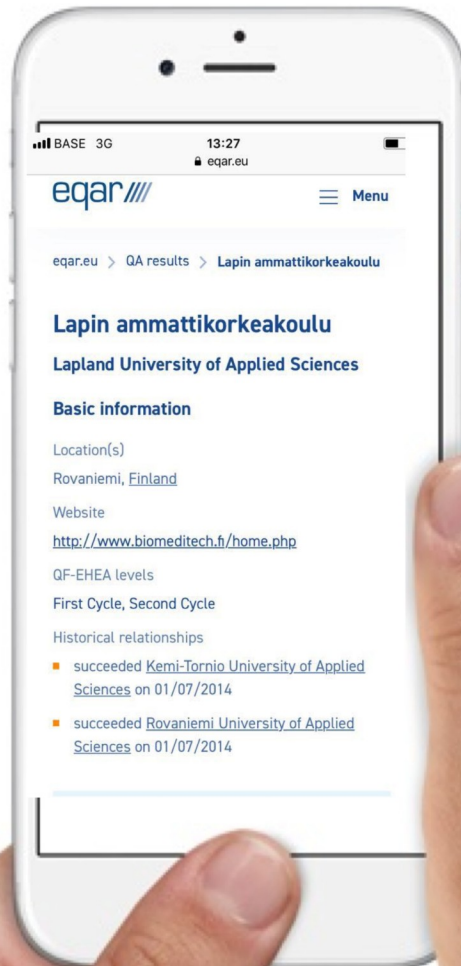 BASE 3G 13:27
eqar.eu
eqar////
Menu
eqar.eu > QA results > Lapin ammattikorkeakoulu
Lapin ammattikorkeakoulu
Lapland University of Applied Sciences
Basic information
Location(s)
Rovaniemi, Finland
Website
http://www.biomeditech.fi/home.php
QF-EHEA levels
First Cycle, Second Cycle
Historical relationships
succeeded Kemi-Tornio University of Applied
Sciences on 01/07/2014
succeeded Rovaniemi University of Applied
Sciences on 01/07/2014